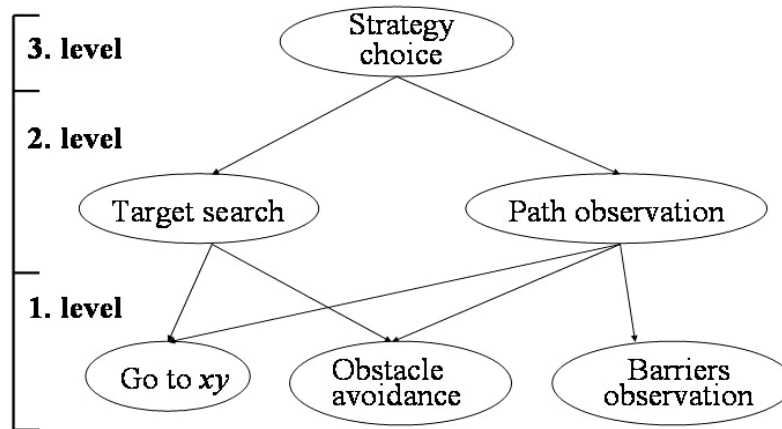 3. level
Strategy
choice
2. level
Target search
Path observation
1. level
Go to xy
Obstacle
avoidance
Barriers
observation